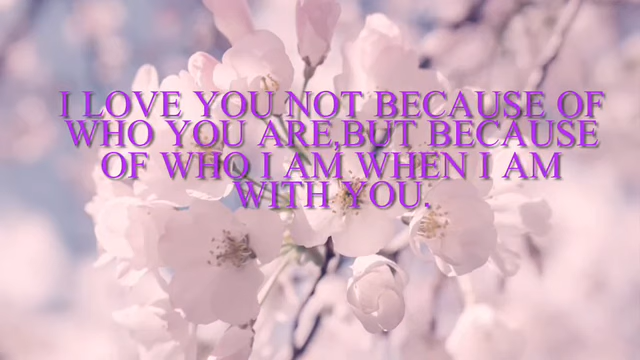 I LOVE YOU NOT BECAUSE OF
WHO YOU ARE,BUT BECAUSE
OF WHO I AM WHEN I AM
WITH YOU.